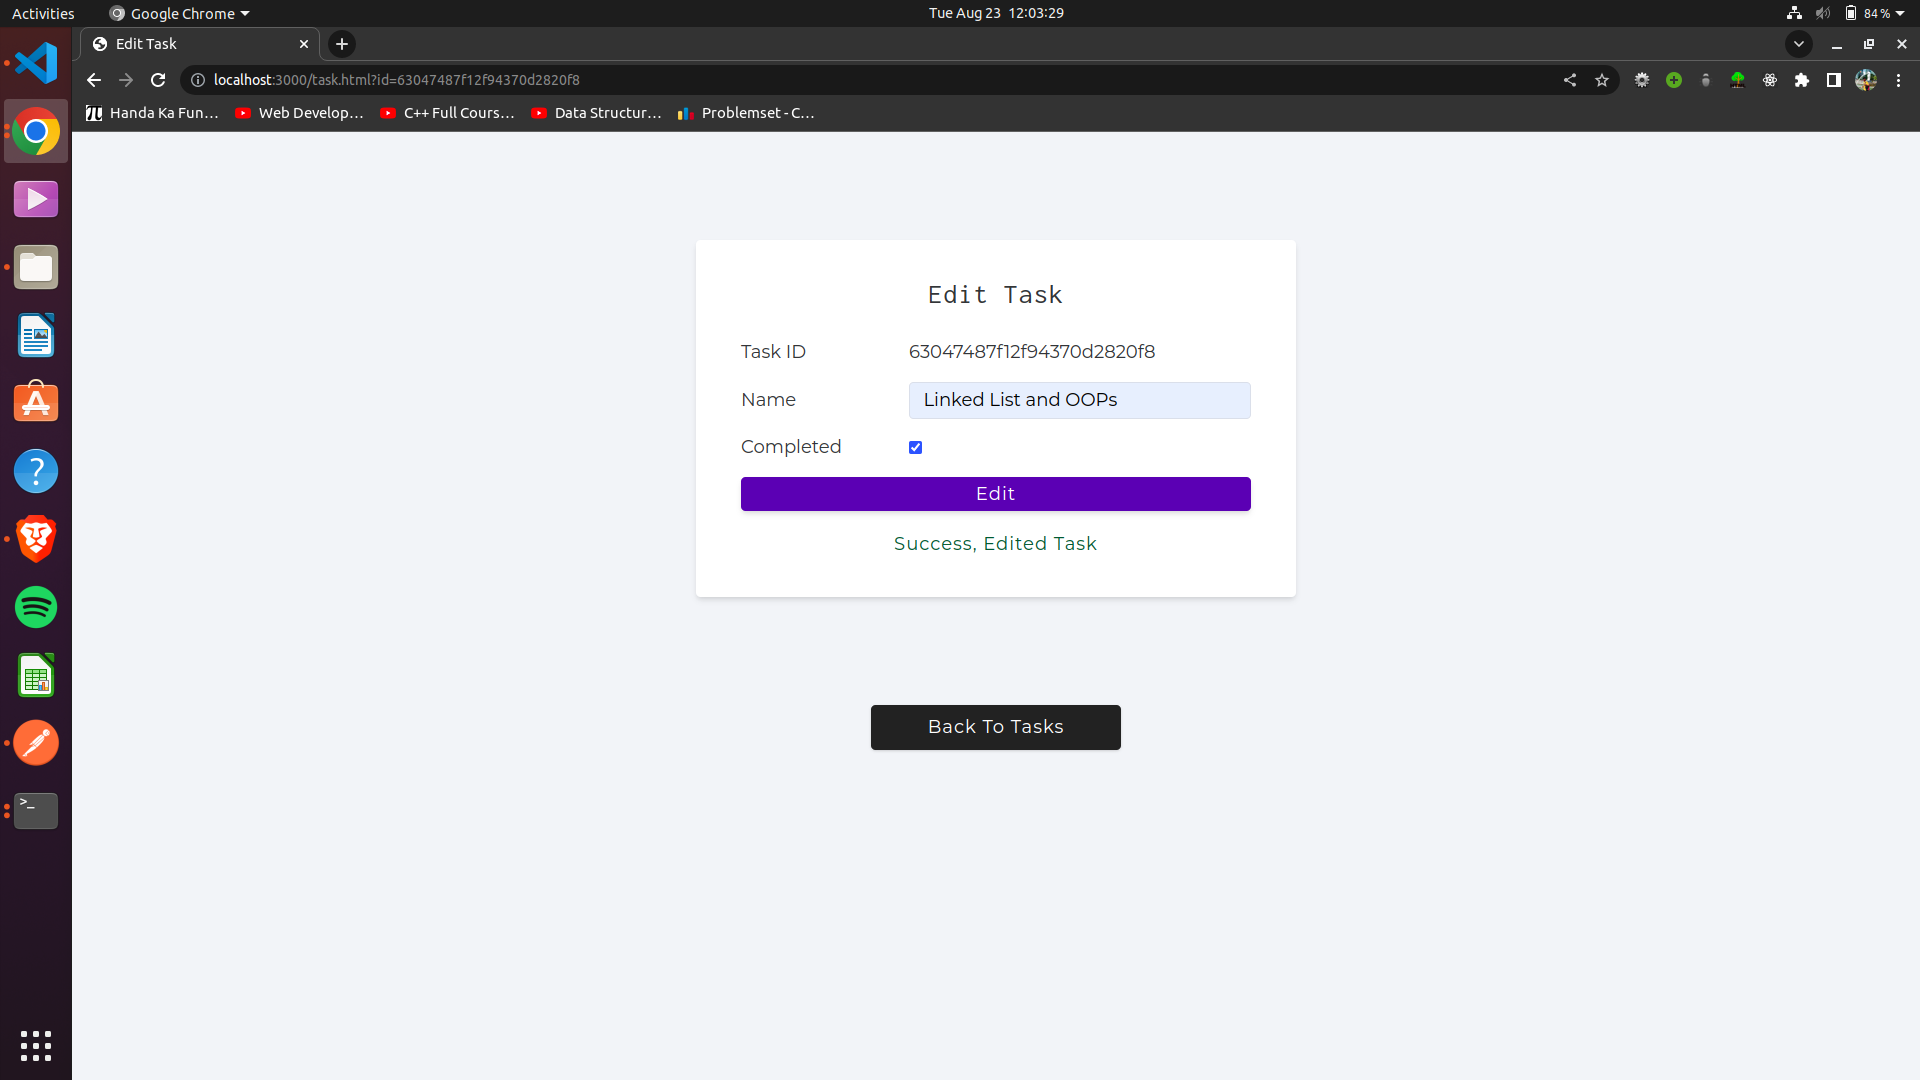 Activities Google Chrome Tue Aug 23 12:03:29 84%
Edit Task
localhost:3000/task.html?id=63047487f12f94370d2820f8
Handa Ka Fun… Web Develop… C++ Full Cours… Data Structur… Problemset - C…
Edit Task
Task ID 63047487f12f94370d2820f8
Name Linked List and OOPs
Completed
Edit
Success, Edited Task
Back To Tasks